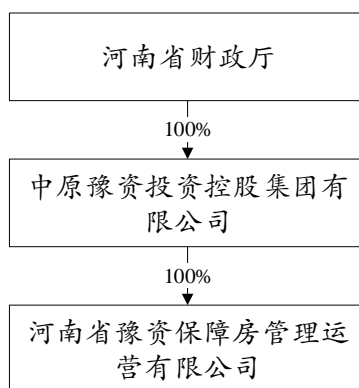 河南省财政厅
100%
中原豫资投资控股集团有
限公司
100%
河南省豫资保障房管理运
营有限公司